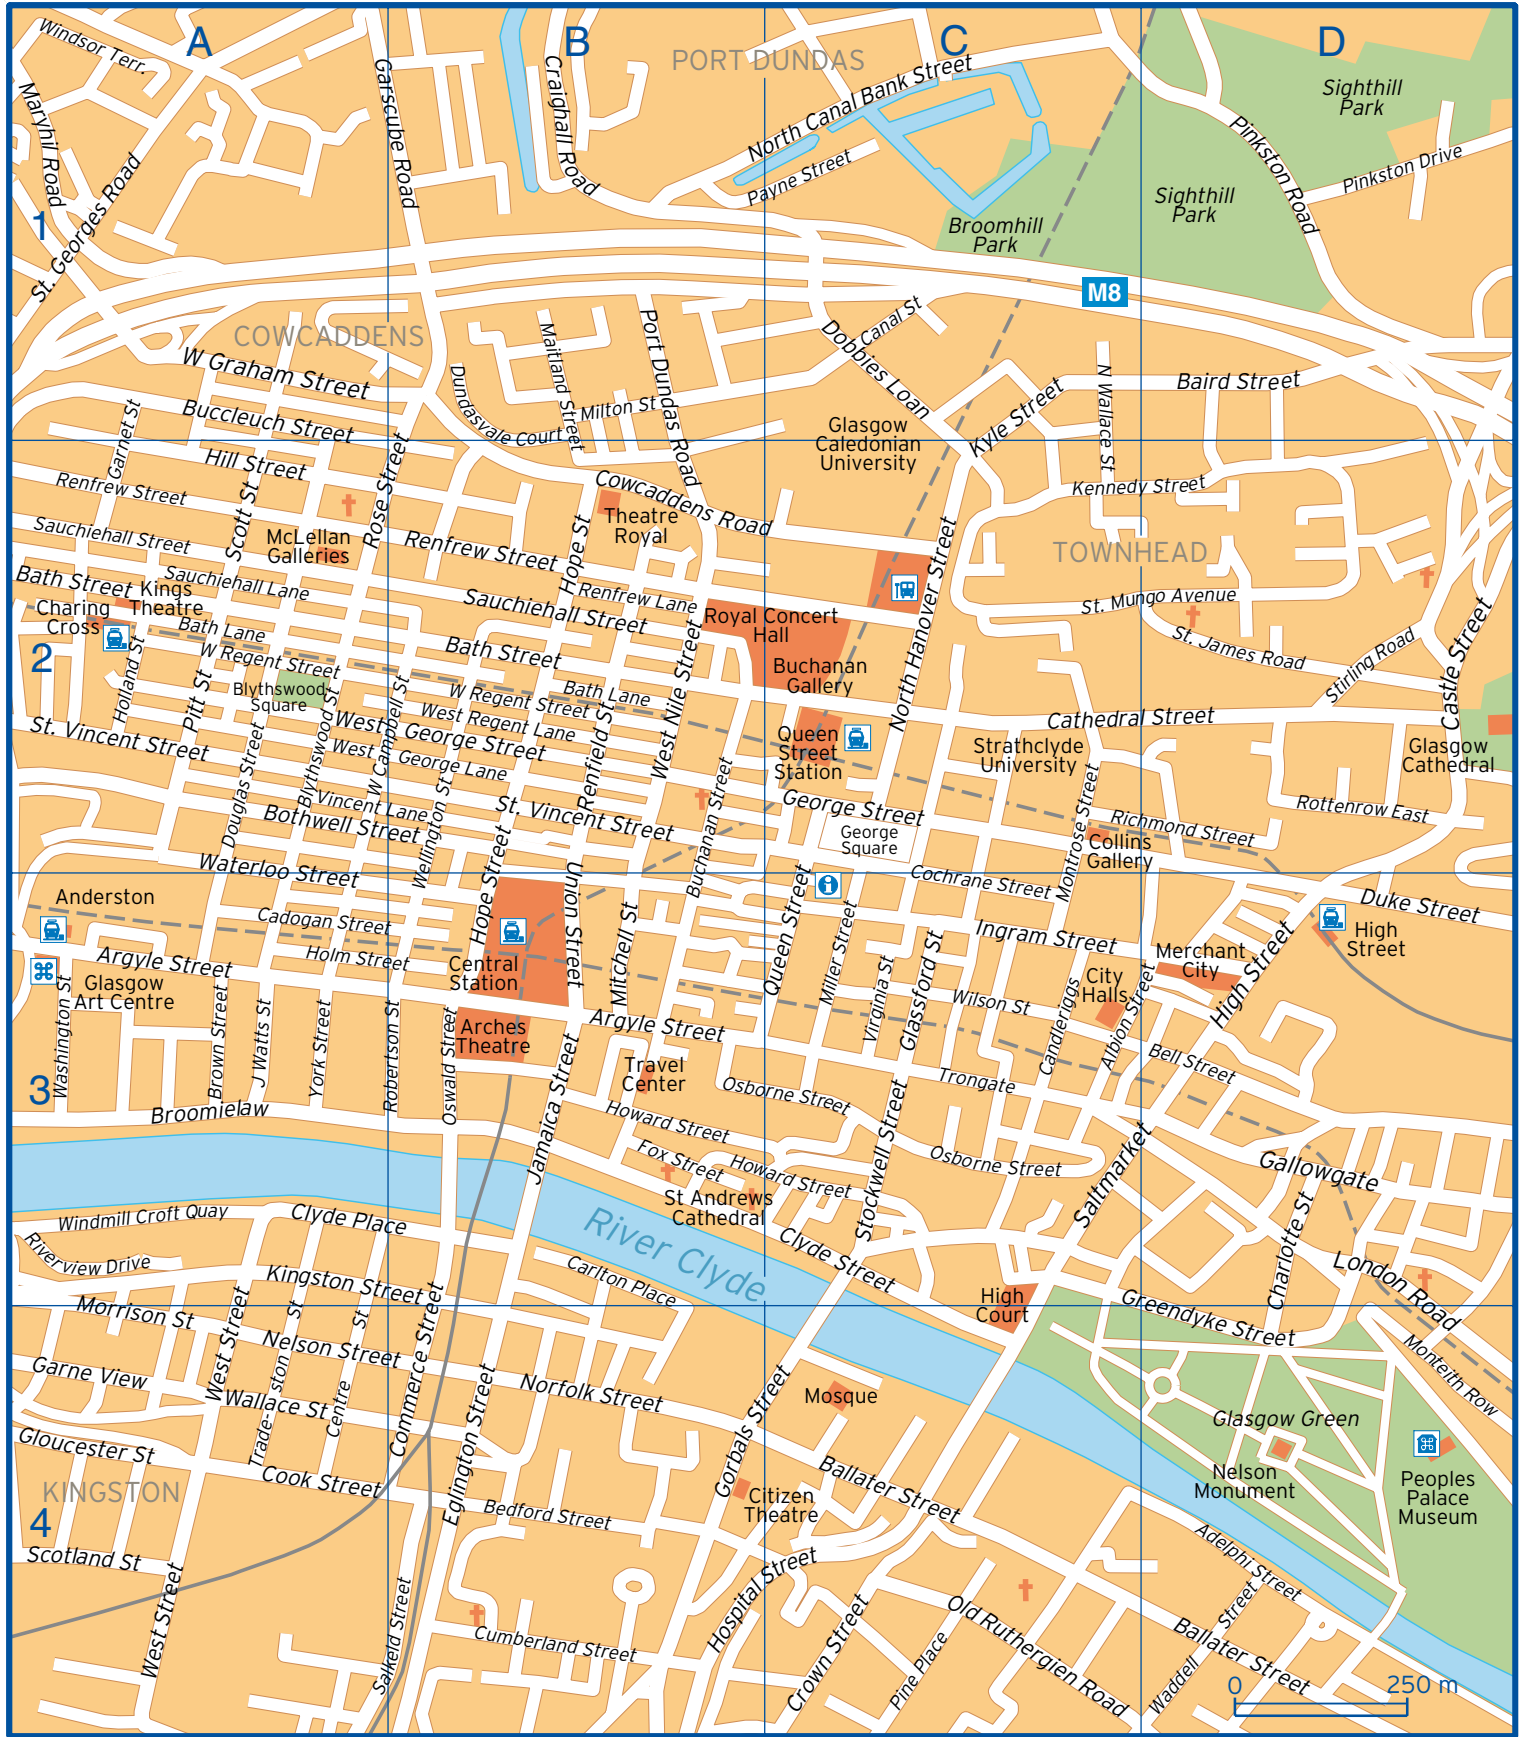 A
B
C
D
1
2
3
4
PORT DUNDAS
Windsor Terr.
Maryhil Road
St. Georges Road
Garscube Road
Craighall Road
North Canal Bank Street
Payne Street
Sighthill
Park
Sighthill
Park
Broomhill
Park
Pinkston Road
Pinkston Drive
M8
COWCADDENS
W Graham Street
Buccleuch Street
Garnet St
Dundasvale Court
Maitland Street
Milton St
Port Dundas Road
Dobbies Loan
Canal St
Kyle Street
N Wallace St
Baird Street
Glasgow
Caledonian
University
Hill Street
Renfrew Street
Scott St
Rose Street
Sauchiehall Street
McLellan
Galleries
Renfrew Street
Hope St
Theatre
Royal
Cowcaddens Road
Kennedy Street
TOWNHEAD
Bath Street
Kings
Theatre
Charing
Cross
Sauchiehall Lane
Bath Lane
W Regent Street
Sauchiehall Street
Renfrew Lane
Royal Concert
Hall
Buchanan
Gallery
North Hanover Street
St. Mungo Avenue
St. James Road
Stirling Road
Castle Street
Holland St
Pitt St
Blythswood
Square
Blythswood St
Douglas Street
W Campbell St
Bath Street
Bath Lane
W Regent Street
West Regent Lane
West George Street
West George Lane
West Nile Street
Renfield St
Buchanan Street
Queen
Street
Station
Cathedral Street
Strathclyde
University
Glasgow
Cathedral
St. Vincent Street
Vincent Lane
Bothwell Street
St. Vincent Street
Wellington St
Waterloo Street
Hope Street
Union Street
George Street
George
Square
Montrose Street
Richmond Street
Rottenrow East
Collins
Gallery
Cochrane Street
Duke Street
High
Street
Anderston
Cadogan Street
Holm Street
Argyle Street
Glasgow
Art Centre
Central
Station
Arches
Theatre
Mitchell St
Queen Street
Miller Street
Virginia St
Glassford St
Ingram Street
Wilson St
Candleriggs
City
Halls
Albion Street
Merchant
City
High Street
Bell Street
Washington St
Brown Street
J Watts St
York Street
Robertson St
Oswald Street
Jamaica Street
Argyle Street
Travel
Center
Osborne Street
Trongate
Broomielaw
Howard Street
Fox Street
Howard Street
Stockwell Street
Osborne Street
Saltmarket
Gallowgate
St Andrews
Cathedral
Clyde Street
River Clyde
Windmill Croft Quay
Clyde Place
Riverview Drive
Kingston Street
Carlton Place
High
Court
Greendyke Street
Charlotte St
London Road
Monteith Row
Morrison St
Nelson Street
West Street
Trade-
ston St
Centre
St
Commerce Street
Garne View
Wallace St
Norfolk Street
Eglington Street
Gorbals Street
Mosque
Glasgow Green
Nelson
Monument
Peoples
Palace
Museum
Gloucester St
KINGSTON
Cook Street
Bedford Street
Citizen
Theatre
Ballater Street
Adelphi Street
Scotland St
West Street
Salkeld Street
Cumberland Street
Hospital Street
Crown Street
Pine Place
Old Ruthergien Road
Waddell
Street
Ballater Street
0
250 m